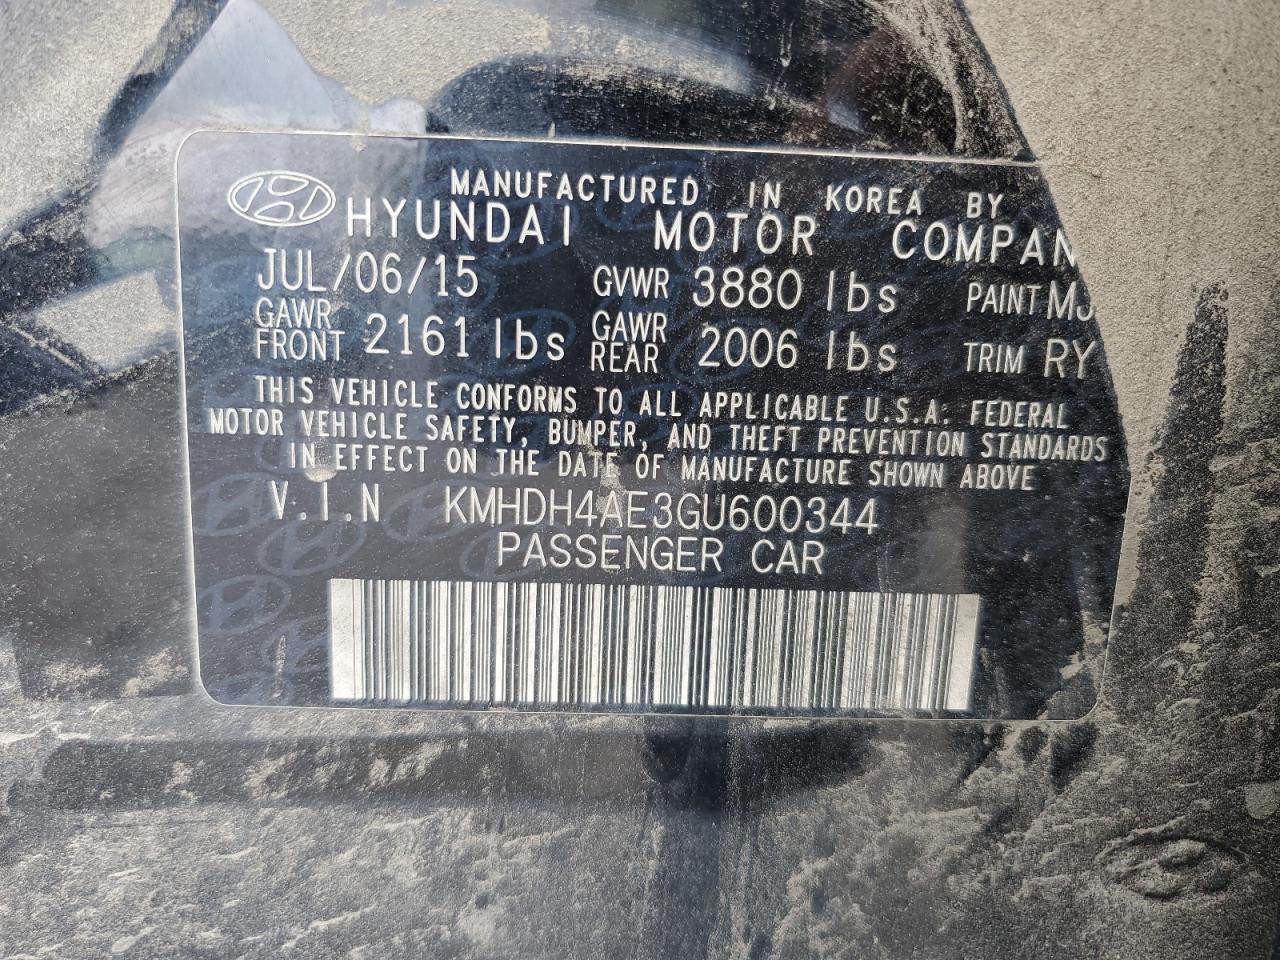 MANUFACTURED IN KOREA BY
HYUNDAI MOTOR COMPAN
JUL/06/15 GVWR 3880 lbs PAINT MJ
GAWR FRONT 2161 lbs GAWR REAR 2006 lbs TRIM RY
THIS VEHICLE CONFORMS TO ALL APPLICABLE U.S.A. FEDERAL
MOTOR VEHICLE SAFETY, BUMPER, AND THEFT PREVENTION STANDARDS
IN EFFECT ON THE DATE OF MANUFACTURE SHOWN ABOVE
V.I.N KMHDH4AE3GU600344
PASSENGER CAR